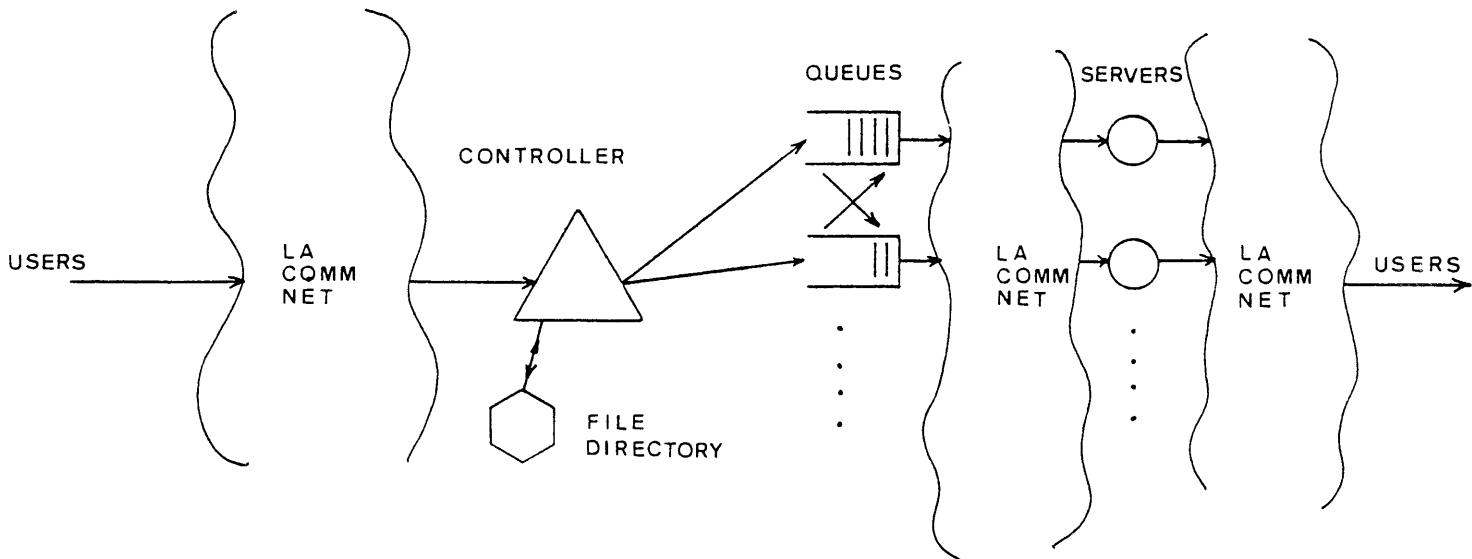 QUEUES
SERVERS
CONTROLLER
USERS
LA
COMM
NET
LA
COMM
NET
LA
COMM
NET
USERS
FILE
DIRECTORY